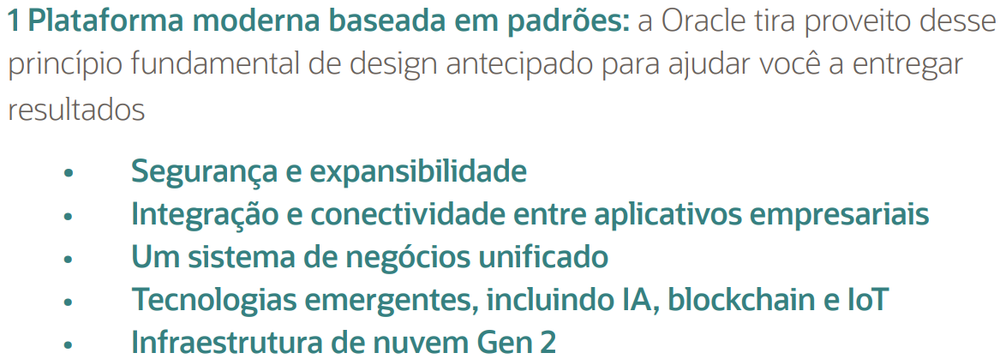 1 Plataforma moderna baseada em padrões: a Oracle tira proveito desse
princípio fundamental de design antecipado para ajudar você a entregar
resultados
• Segurança e expansibilidade
• Integração e conectividade entre aplicativos empresariais
• Um sistema de negócios unificado
• Tecnologias emergentes, incluindo IA, blockchain e IoT
• Infraestrutura de nuvem Gen 2